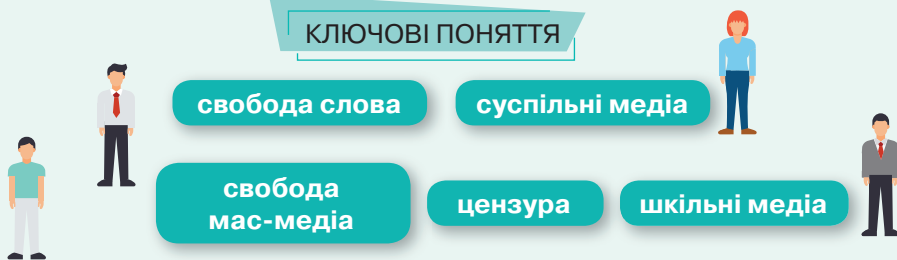 КЛЮЧОВІ ПОНЯТТЯ
свобода слова
суспільні медіа
свобода
мас-медіа
цензура
шкільні медіа